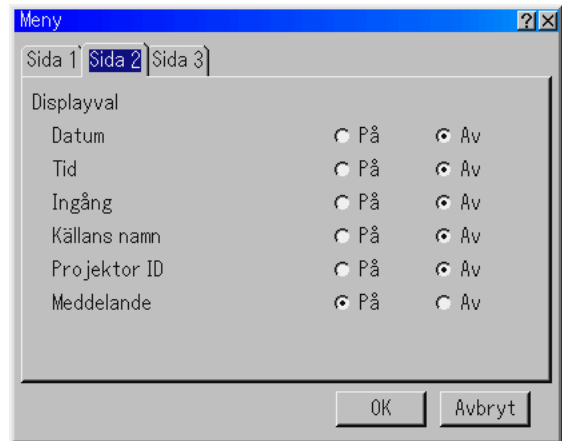 Meny
Sida 1 Sida 2 Sida 3
Displayval
Datum På Av
Tid På Av
Ingång På Av
Källans namn På Av
Projektor ID På Av
Meddelande På Av
OK Avbryt